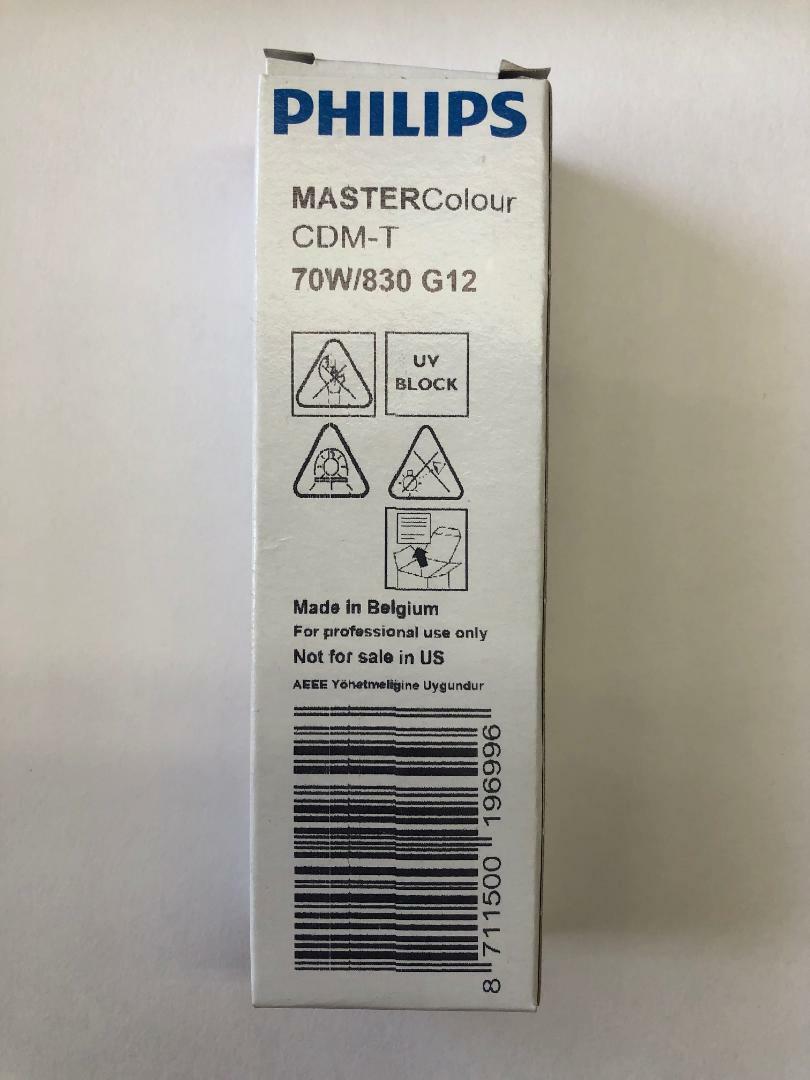 PHILIPS
MASTERColour
CDM-T
70W/830 G12
UV
BLOCK
Made in Belgium
For professional use only
Not for sale in US
AEEE Yönetmeliğine Uygundur
8 711500 196996